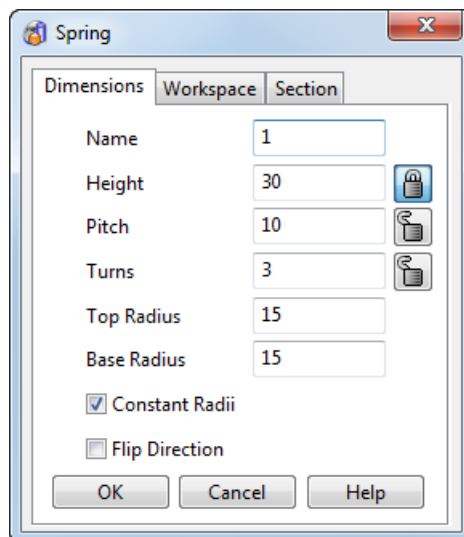 Spring
Dimensions Workspace Section
Name 1
Height 30
Pitch 10
Turns 3
Top Radius 15
Base Radius 15
Constant Radii
Flip Direction
OK Cancel Help